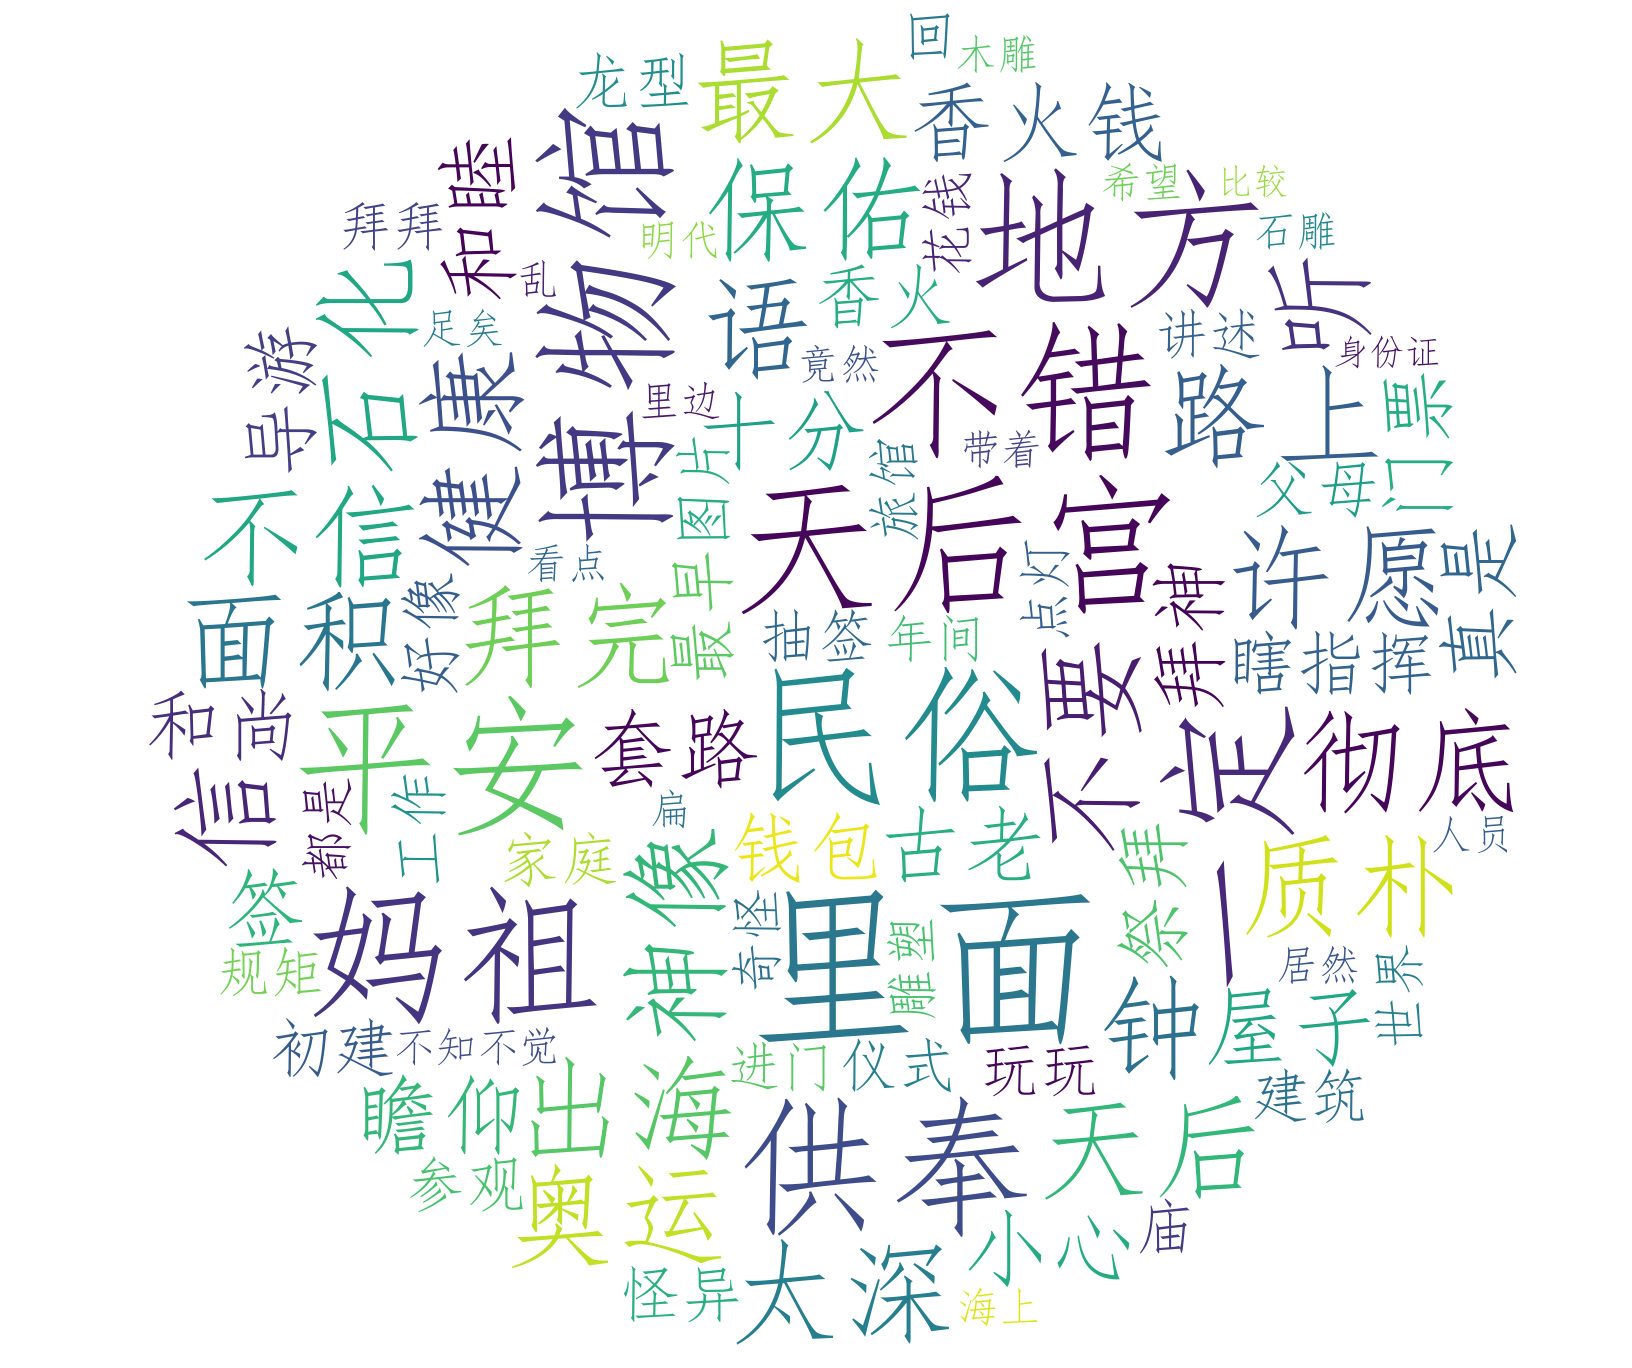 回
木雕
龙型
最大
香火钱
和睦
博物馆
保佑
花钱
地方
希望
比较
拜拜
明代
石雕
石化
乱
语
香火
讲述
听
足矣
导游
健康
竟然
不错
身份证
里边
十分
路上
门票
图片
带着
旅馆
父母
不信
天后宫
许愿
真是
看点
最早
点灯
拜神
面积
好像
拜完
抽签
年间
不要
瞎指挥
和尚
平安
套路
民俗
一定
彻底
信
都是
工作
扁
家庭
钱包
古老
祭拜
质朴
人员
签
神像
奇怪
里面
雕塑
居然
世界
规矩
妈祖
初建
不知不觉
进门
仪式
玩玩
钟
屋子
瞻仰
出海
建筑
参观
奥运
供奉
天后
庙
小心
怪异
太深
海上